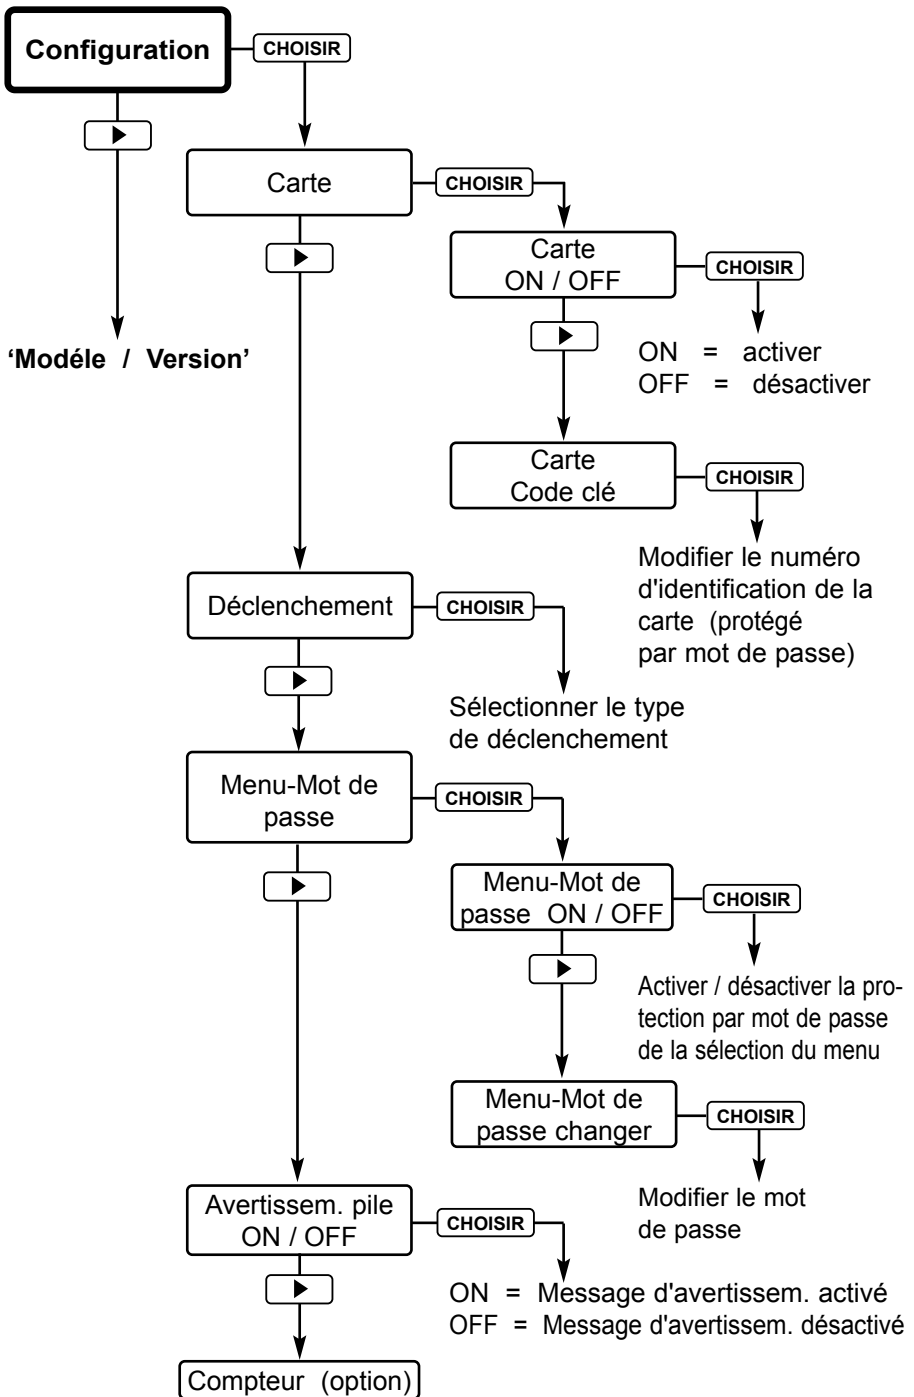 Configuration
CHOISIR
Carte
CHOISIR
Carte
ON / OFF
CHOISIR
‘Modéle / Version’
ON = activer
OFF = désactiver
Carte
Code clé
CHOISIR
Modifier le numéro
d'identification de la
carte (protégé
par mot de passe)
Déclenchement
CHOISIR
Sélectionner le type
de déclenchement
Menu-Mot de
passe
CHOISIR
Menu-Mot de
passe ON / OFF
CHOISIR
Activer / désactiver la pro-
tection par mot de passe
de la sélection du menu
Menu-Mot de
passe changer
CHOISIR
Modifier le mot
de passe
Avertissem. pile
ON / OFF
CHOISIR
ON = Message d'avertissem. activé
OFF = Message d'avertissem. désactivé
Compteur (option)